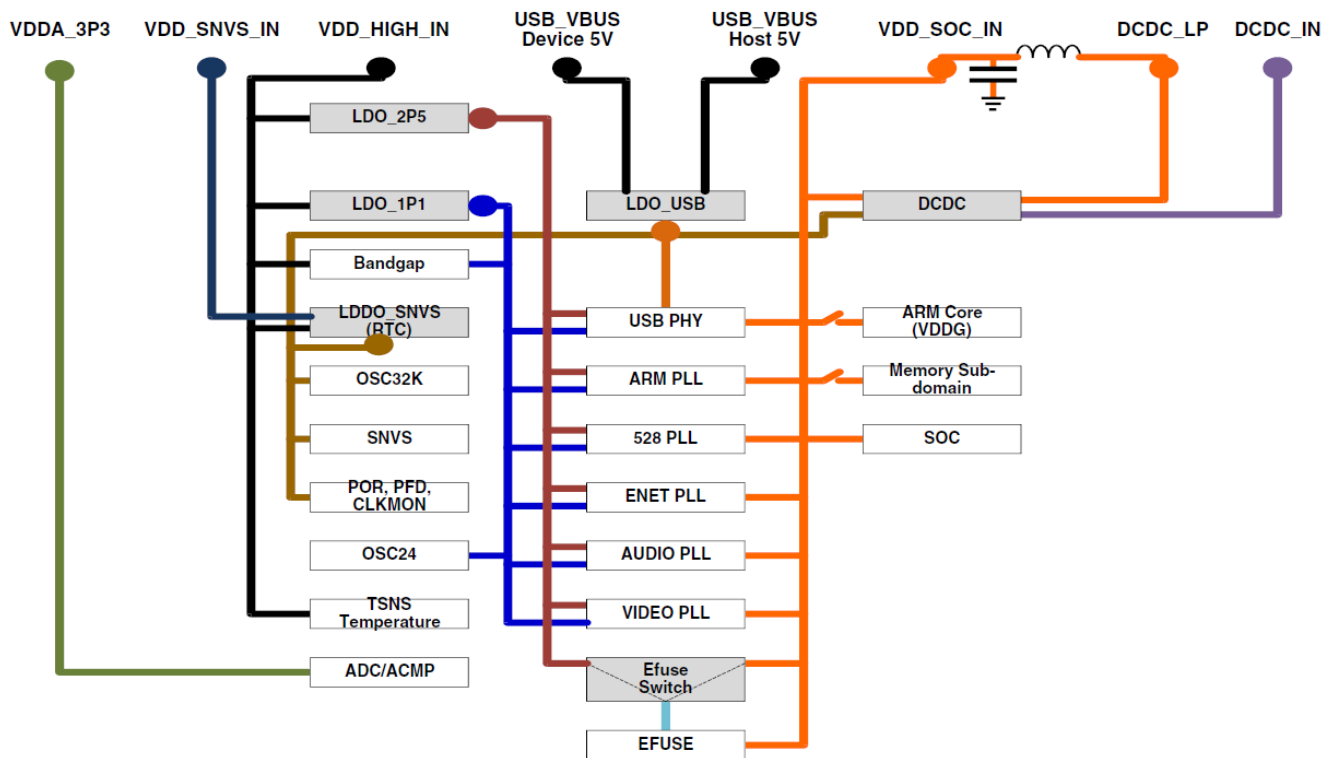 VDDA_3P3
VDD_SNVS_IN
VDD_HIGH_IN
USB_VBUS
Device 5V
USB_VBUS
Host 5V
VDD_SOC_IN
DCDC_LP
DCDC_IN
LDO_2P5
LDO_1P1
LDO_USB
DCDC
Bandgap
LDDO_SNVS
(RTC)
USB PHY
ARM Core
(VDDG)
OSC32K
ARM PLL
Memory Sub-
domain
SNVS
528 PLL
SOC
POR, PFD,
CLKMON
ENET PLL
OSC24
AUDIO PLL
TSNS
Temperature
VIDEO PLL
ADC/ACMP
Efuse
Switch
EFUSE